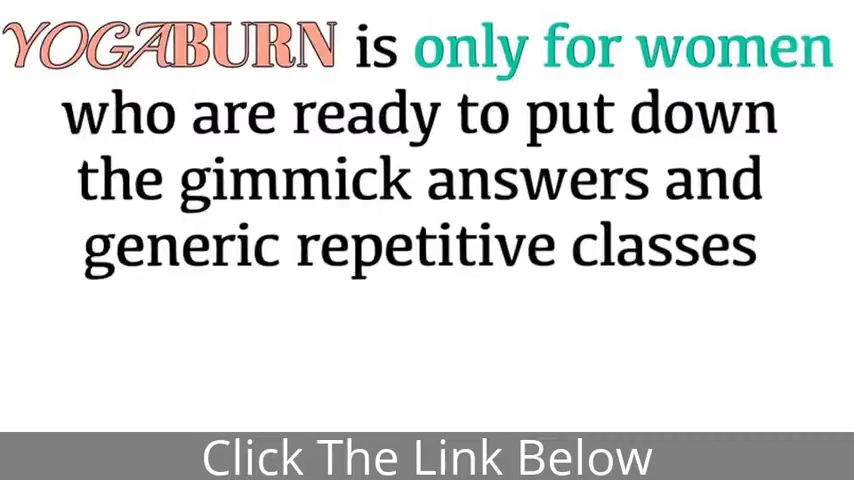 YOGABURN is only for women
who are ready to put down
the gimmick answers and
generic repetitive classes
Click The Link Below